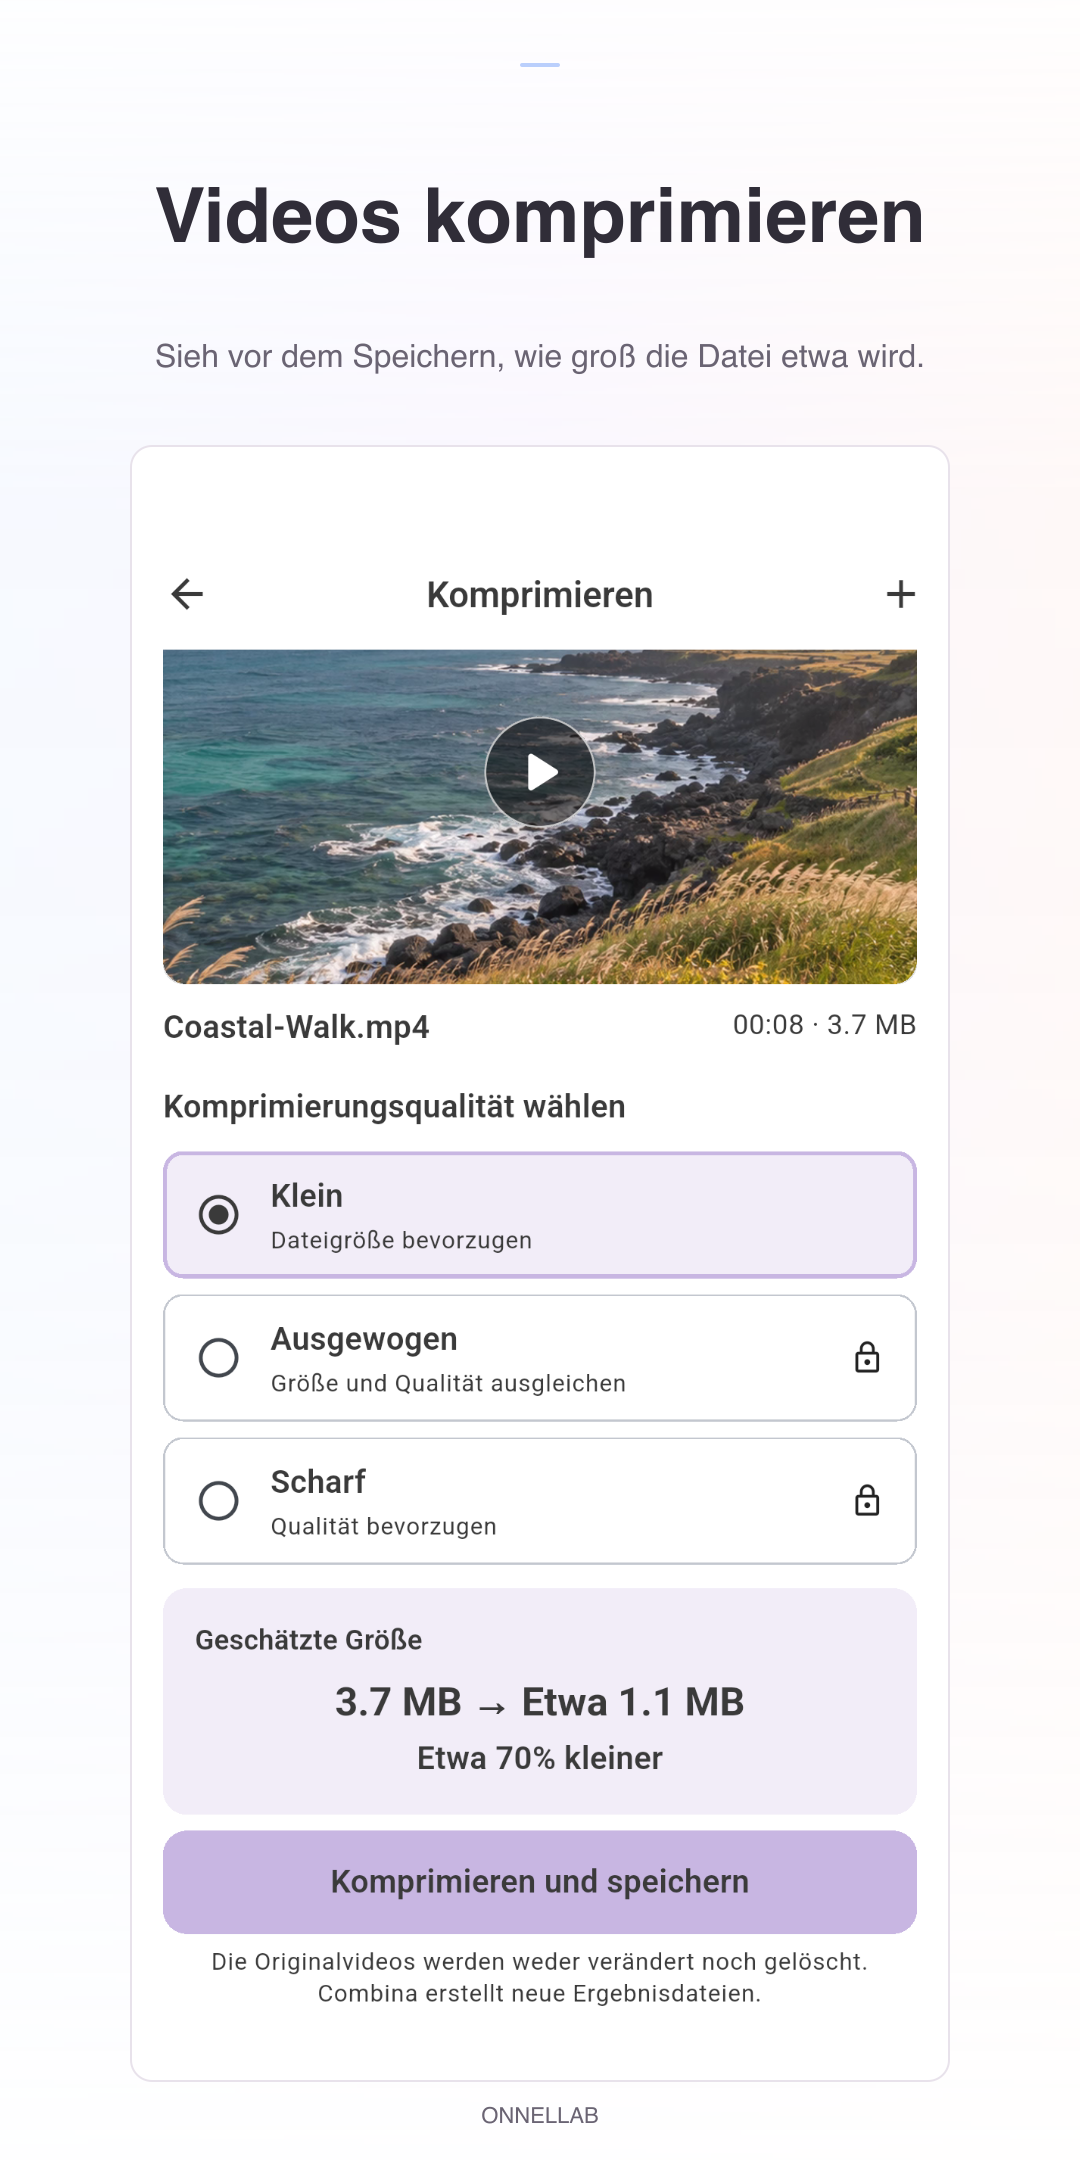 Videos komprimieren
Sieh vor dem Speichern, wie groß die Datei etwa wird.
Komprimieren
Coastal-Walk.mp4
00:08 · 3.7 MB
Komprimierungsqualität wählen
Klein
Dateigröße bevorzugen
Ausgewogen
Größe und Qualität ausgleichen
Scharf
Qualität bevorzugen
Geschätzte Größe
3.7 MB → Etwa 1.1 MB
Etwa 70% kleiner
Komprimieren und speichern
Die Originalvideos werden weder verändert noch gelöscht.
Combina erstellt neue Ergebnisdateien.
ONNELLAB